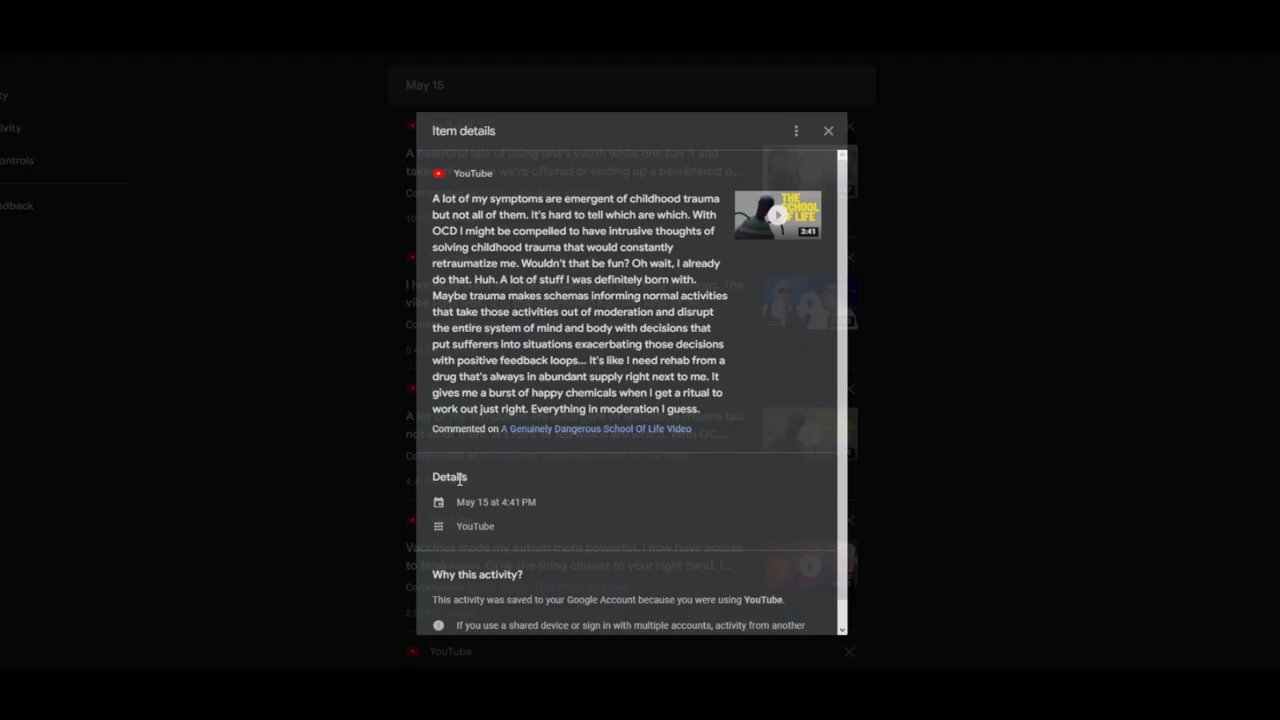 May 15
ty
tivity
ontrols
edback
Item details
YouTube
A lot of my symptoms are emergent of childhood trauma
but not all of them. It's hard to tell which are which. With
OCD I might be compelled to have intrusive thoughts of
solving childhood trauma that would constantly
retraumatize me. Wouldn't that be fun? Oh wait, I already
do that. Huh. A lot of stuff I was definitely born with.
Maybe trauma makes schemas informing normal activities
that take those activities out of moderation and disrupt
the entire system of mind and body with decisions that
put sufferers into situations exacerbating those decisions
with positive feedback loops... It's like I need rehab from a
drug that's always in abundant supply right next to me. It
gives me a burst of happy chemicals when I get a ritual to
work out just right. Everything in moderation I guess.
THE
SCHOOL
OF LIFE
3:41
Commented on A Genuinely Dangerous School Of Life Video
Details
May 15 at 4:41 PM
YouTube
Why this activity?
This activity was saved to your Google Account because you were using YouTube.
If you use a shared device or sign in with multiple accounts, activity from another
YouTube